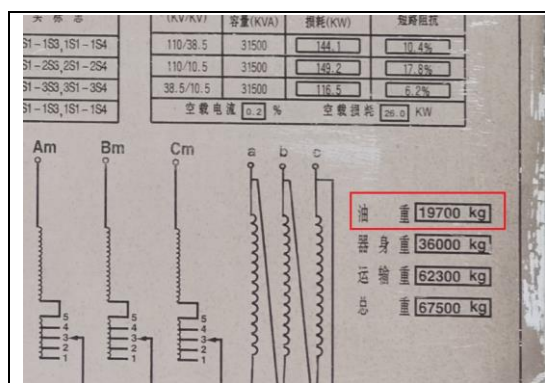 头 标 志 (KV/KV) 容量(KVA) 损耗(KW) 短路阻抗
S1-1S3,1S1-1S4 110/38.5 31500 144.1 10.4%
S1-2S3,2S1-2S4 110/10.5 31500 149.2 17.8%
S1-3S3,3S1-3S4 38.5/10.5 31500 116.5 6.2%
S1-1S3,1S1-1S4 空载电流 0.2 % 空载损耗 26.0 KW
Am Bm Cm a b c
油 重 19700 kg
器身重 36000 kg
运输重 62300 kg
总 重 67500 kg
5 5 5
4 4 4
3 3 3
2 2 2
1 1 1